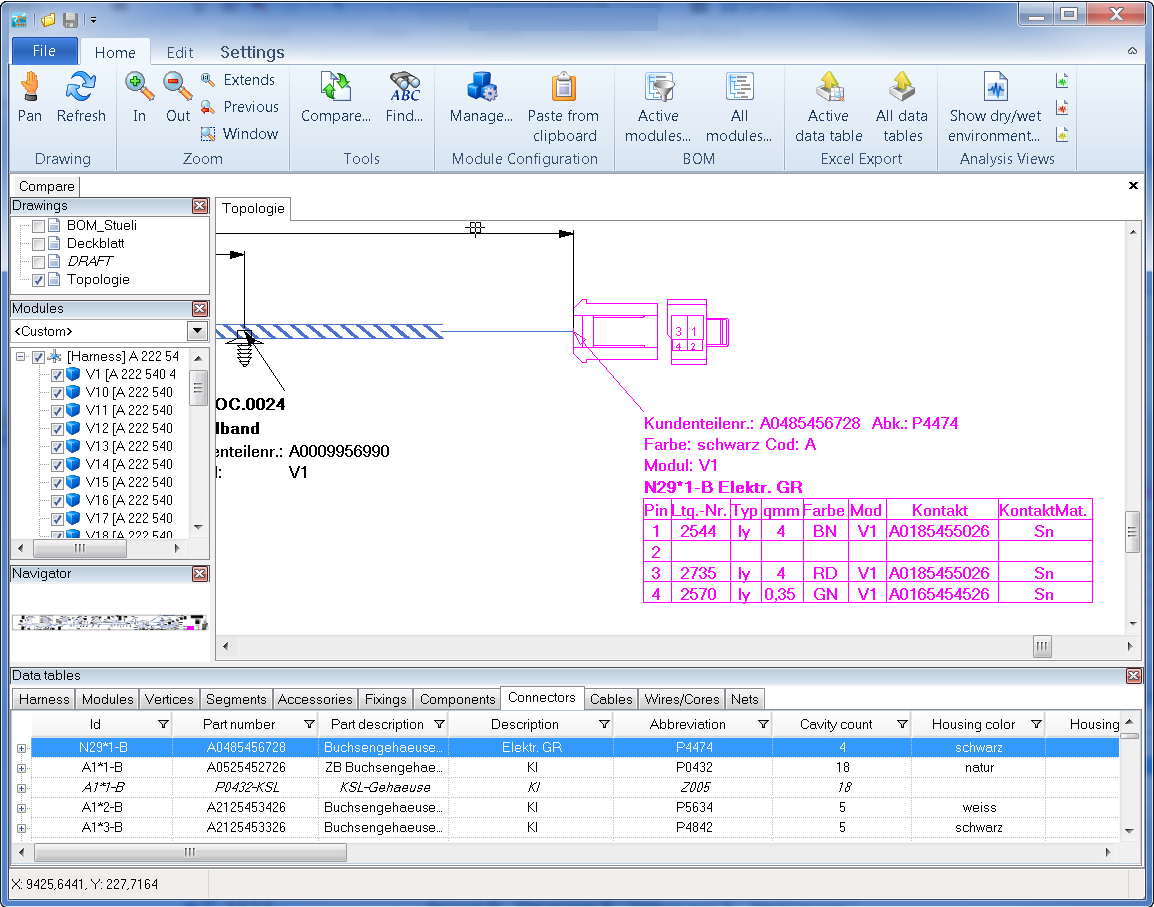 File Home Edit Settings
Pan Refresh In Out Extends Previous Window
Drawing Zoom
Compare... Find... ABC
Tools
Manage... Paste from clipboard
Module Configuration
Active modules... All modules...
BOM
Active data table All data tables
Excel Export
Show dry/wet environment...
Analysis Views
Compare
Drawings
BOM_Stueli
Deckblatt
DRAFT
Topologie
Modules
<Custom>
[Harness] A 222 54
V1 [A 222 540 4
V10 [A 222 540
V11 [A 222 540
V12 [A 222 540
V13 [A 222 540
V14 [A 222 540
V15 [A 222 540
V16 [A 222 540
V17 [A 222 540
V18 [A 222 540
Navigator
Topologie
3 1
4 2
OC.0024
lband
enteilenr.: A0009956990
l: V1
Kundenteilenr.: A0485456728 Abk.: P4474
Farbe: schwarz Cod: A
Modul: V1
N29*1-B Elektr. GR
Pin Ltg.-Nr. Typ qmm Farbe Mod Kontakt KontaktMat.
1 2544 ly 4 BN V1 A0185455026 Sn
2
3 2735 ly 4 RD V1 A0185455026 Sn
4 2570 ly 0,35 GN V1 A0165454526 Sn
Data tables
Harness Modules Vertices Segments Accessories Fixings Components Connectors Cables Wires/Cores Nets
Id Part number Part description Description Abbreviation Cavity count Housing color Housing
N29*1-B A0485456728 Buchsengehaeuse... Elektr. GR P4474 4 schwarz
A1*1-B A0525452726 ZB Buchsengehae... KI P0432 18 natur
A1*1-B P0432-KSL KSL-Gehaeuse KI Z005 18
A1*2-B A2125453426 Buchsengehaeuse... KI P5634 5 weiss
A1*3-B A2125453326 Buchsengehaeuse... KI P4842 5 schwarz
X: 9425,6441, Y: 227,7164